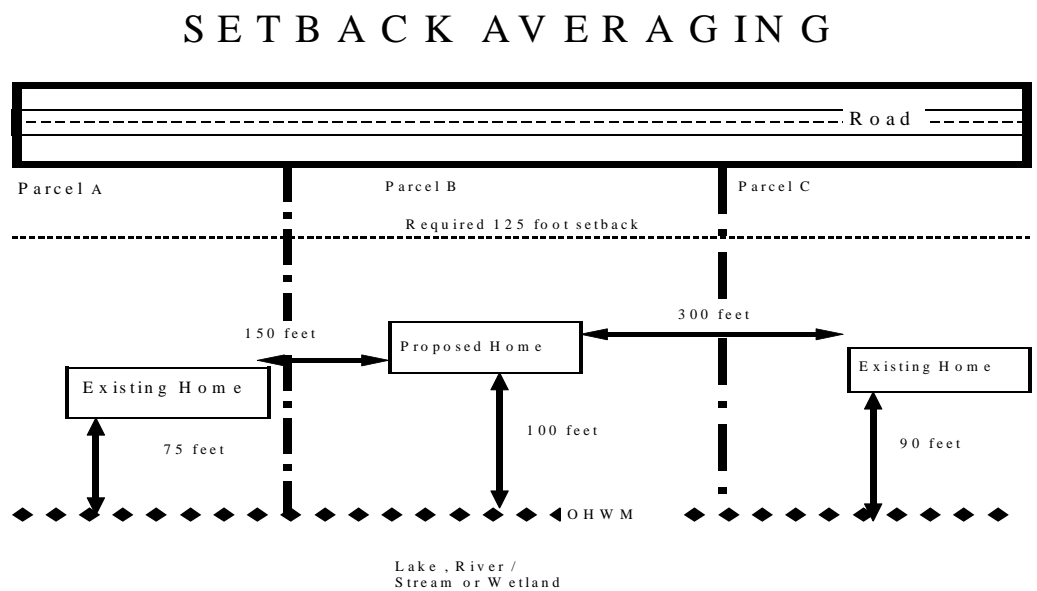 SETBACK AVERAGING
Road
Parcel A
Parcel B
Parcel C
Required 125 foot setback
300 feet
150 feet
Proposed Home
Existing Home
Existing Home
75 feet
100 feet
90 feet
OHWM
Lake , River /
Stream or Wetland